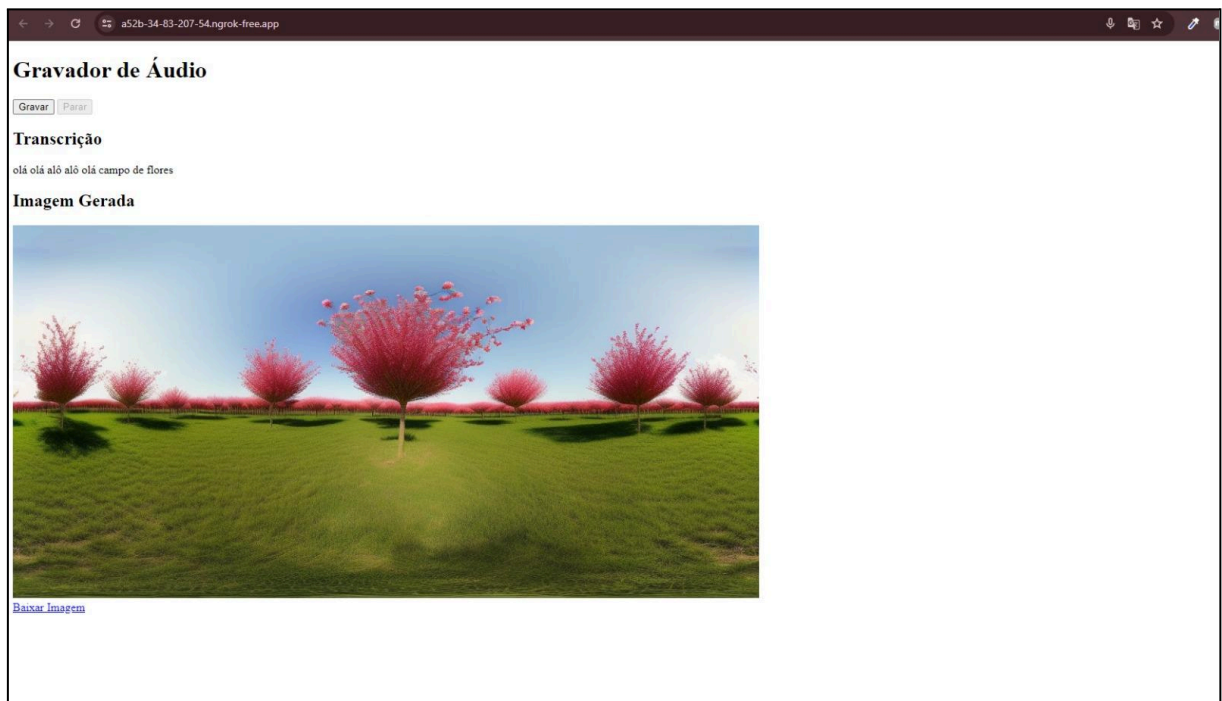 a52b-34-83-207-54.ngrok-free.app
Gravador de Áudio
Gravar Parar
Transcrição
olá olá alô alô olá campo de flores
Imagem Gerada
Baixar Imagem